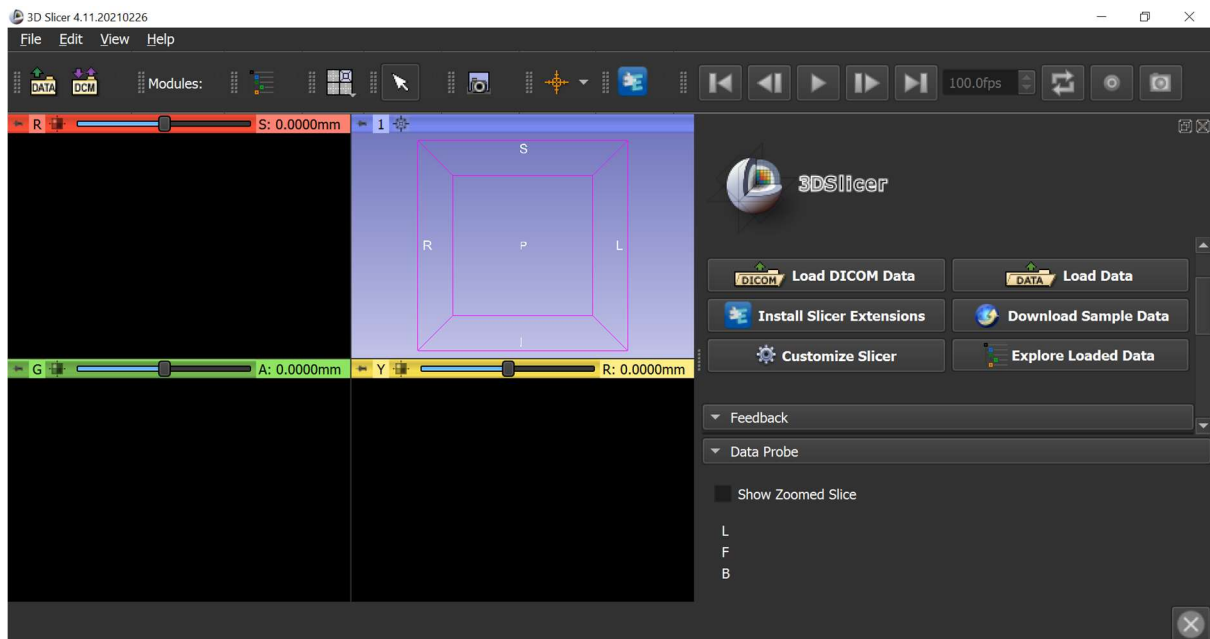 3D Slicer 4.11.20210226
File Edit View Help
DATA DCM Modules: 100.0fps
R S: 0.0000mm 1
S
R P L
I
G A: 0.0000mm Y R: 0.0000mm
3DSlicer
DICOM Load DICOM Data DATA Load Data
Install Slicer Extensions Download Sample Data
Customize Slicer Explore Loaded Data
Feedback
Data Probe
Show Zoomed Slice
L
F
B